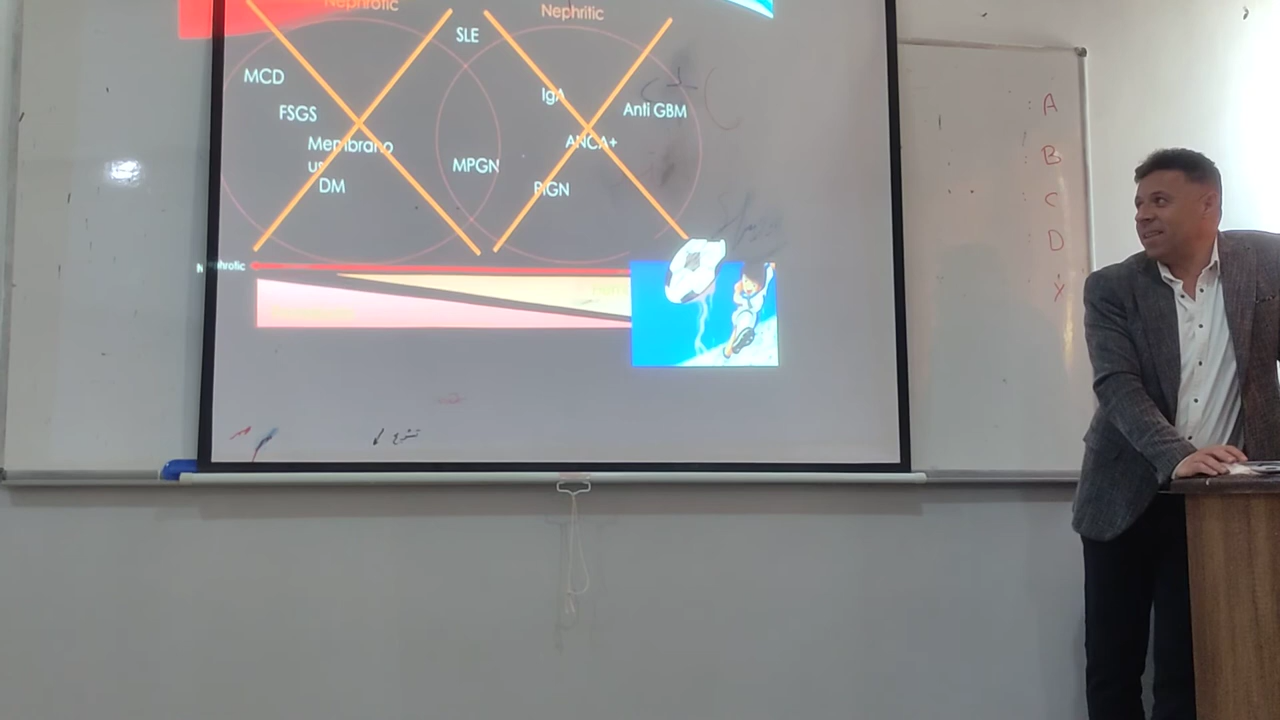 Nephrotic
Nephritic
SLE
MCD
IgA
FSGS
Anti GBM
Membrano
us
ANCA+
MPGN
DM
PIGN
A
B
C
D